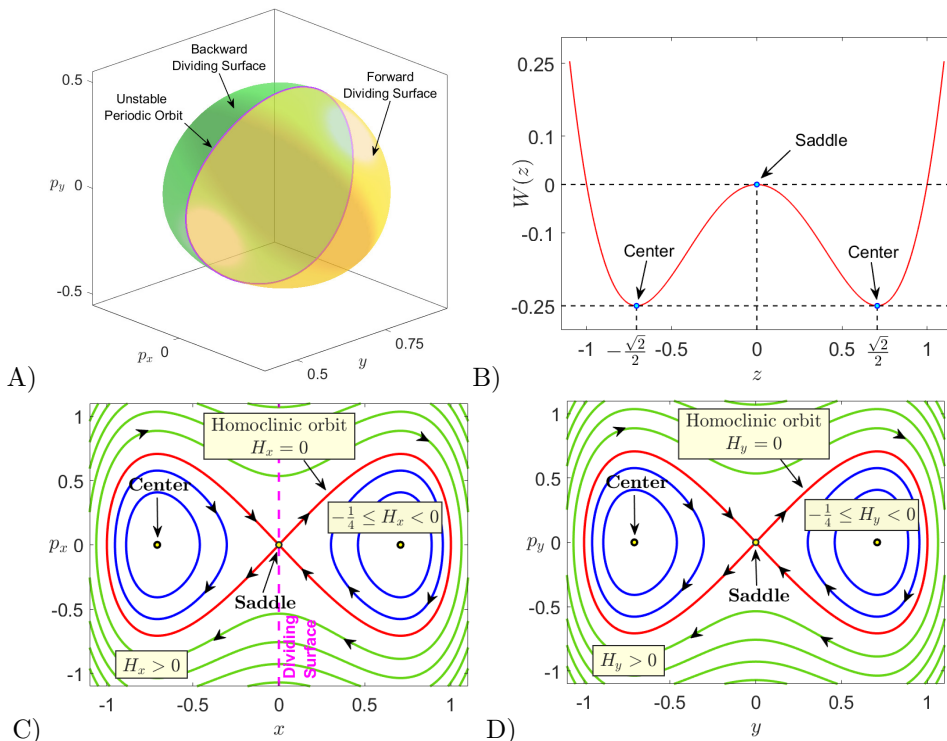 Backward
Dividing Surface
Unstable
Periodic Orbit
Forward
Dividing Surface
0.5
p_y 0
-0.5
p_x 0
0.5
y
0.75
A)
0.25
0.1
0
-0.1
-0.25
W(z)
Saddle
Center
Center
-1
-√2/2
-0.5
0
0.5
√2/2
1
z
B)
Homoclinic orbit
H_x = 0
Center
-1/4 ≤ H_x < 0
Saddle
Dividing
Surface
H_x > 0
1
0.5
p_x 0
-0.5
-1
-1 -0.5 0 0.5 1
x
C)
Homoclinic orbit
H_y = 0
Center
-1/4 ≤ H_y < 0
Saddle
H_y > 0
1
0.5
p_y 0
-0.5
-1
-1 -0.5 0 0.5 1
y
D)